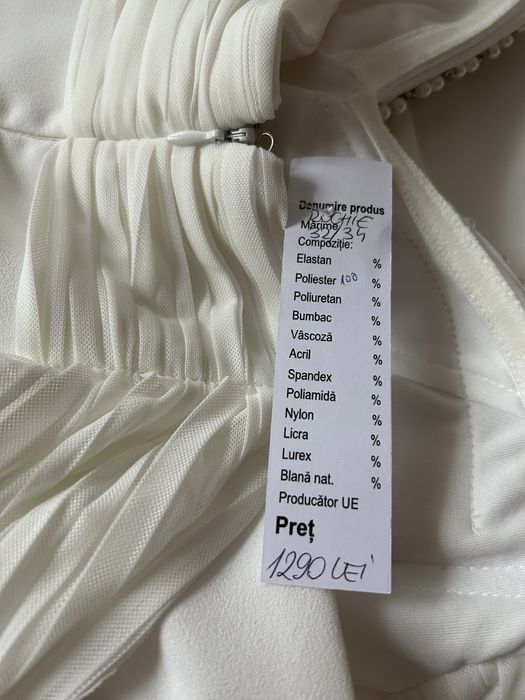 Denumire produs
ROCHIE
Mărime 32/34
Compoziție:
Elastan %
Poliester 100 %
Poliuretan %
Bumbac %
Vâscoză %
Acril %
Spandex %
Poliamidă %
Nylon %
Licra %
Lurex %
Blană nat. %
Producător UE
Preț
1290 LEI